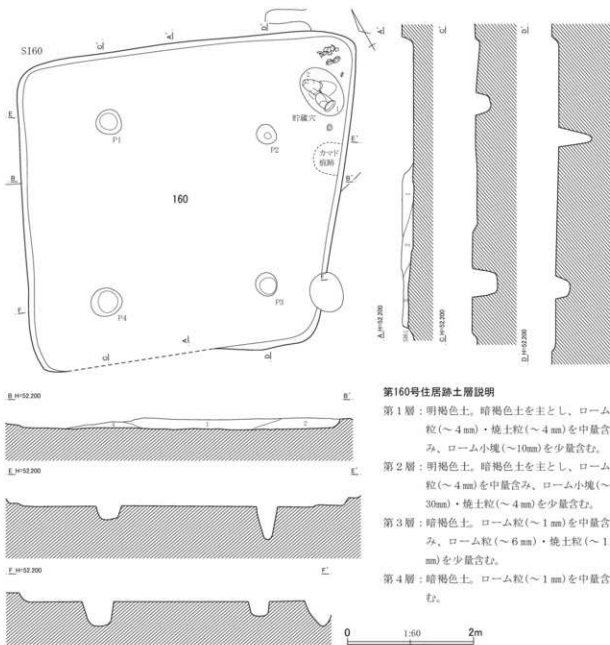 SI60
C'
A'
D'
2
1
貯蔵穴
E
E'
P1
P2
カマド
痕跡
B
B'
160
F
P4
P3
C
A
D
A'
C'
D'
1
2
A H=52.200
C H=52.200
D H=52.200
B H=52.200
B'
1
2
E H=52.200
E'
F H=52.200
F'
第160号住居跡土層説明
第1層：明褐色土。暗褐色土を主とし、ローム
粒(～4㎜)・焼土粒(～4㎜)を中量含
み、ローム小塊(～10㎜)を少量含む。
第2層：明褐色土。暗褐色土を主とし、ローム
粒(～4㎜)を中量含み、ローム小塊(～
30㎜)・焼土粒(～4㎜)を少量含む。
第3層：暗褐色土。ローム粒(～1㎜)を中量含
み、ローム粒(～6㎜)・焼土粒(～1
㎜)を少量含む。
第4層：暗褐色土。ローム粒(～1㎜)を中量含
む。
0 1:60 2m